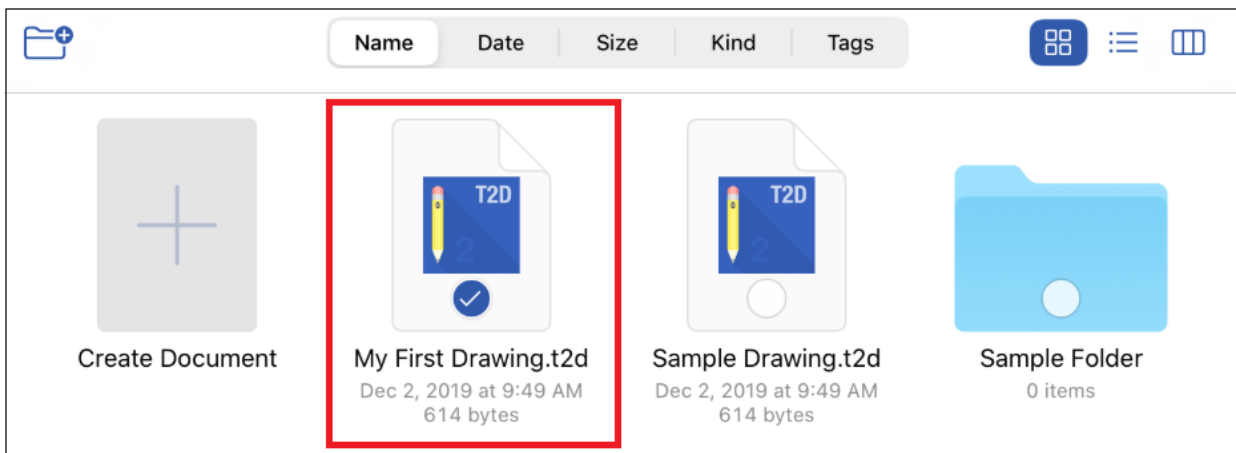 Name Date Size Kind Tags
T2D T2D
2 2
Create Document My First Drawing.t2d Sample Drawing.t2d Sample Folder
Dec 2, 2019 at 9:49 AM Dec 2, 2019 at 9:49 AM 0 items
614 bytes 614 bytes